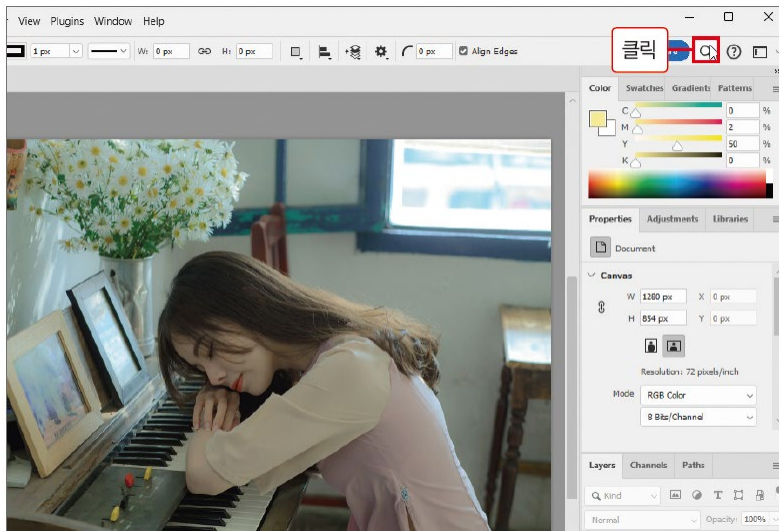 View Plugins Window Help
1 px W: 0 px H: 0 px 0 px Align Edges
클릭
Color Swatches Gradients Patterns
C 0 %
M 2 %
Y 50 %
K 0 %
Properties Adjustments Libraries
Document
Canvas
W 1280 px X 0 px
H 854 px Y 0 px
Resolution: 72 pixels/inch
Mode RGB Color
8 Bits/Channel
Layers Channels Paths
Kind
Normal Opacity: 100%